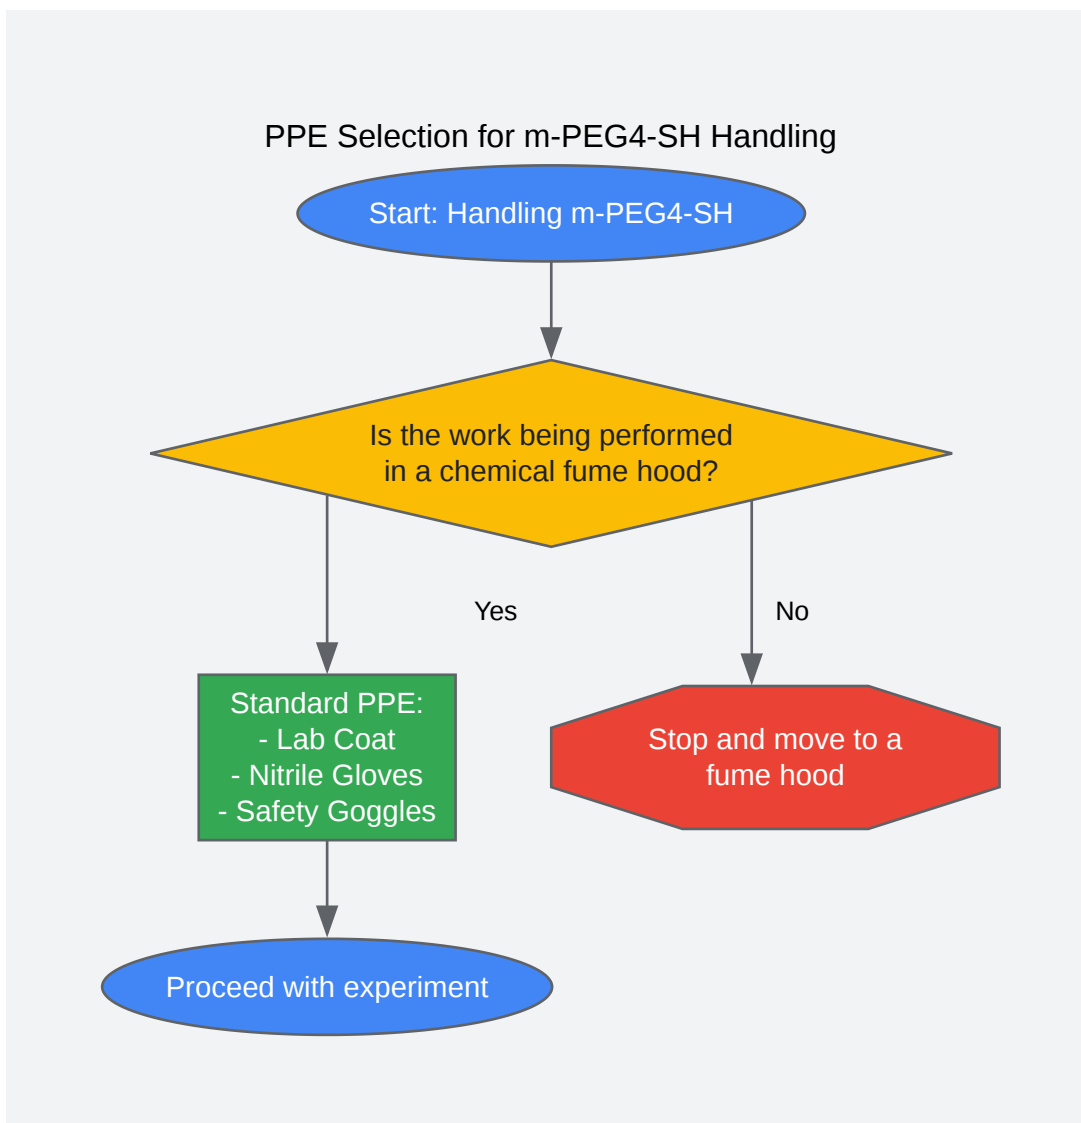 PPE Selection for m-PEG4-SH Handling
Start: Handling m-PEG4-SH
Is the work being performed
in a chemical fume hood?
Yes
No
Standard PPE:
- Lab Coat
- Nitrile Gloves
- Safety Goggles
Stop and move to a
fume hood
Proceed with experiment